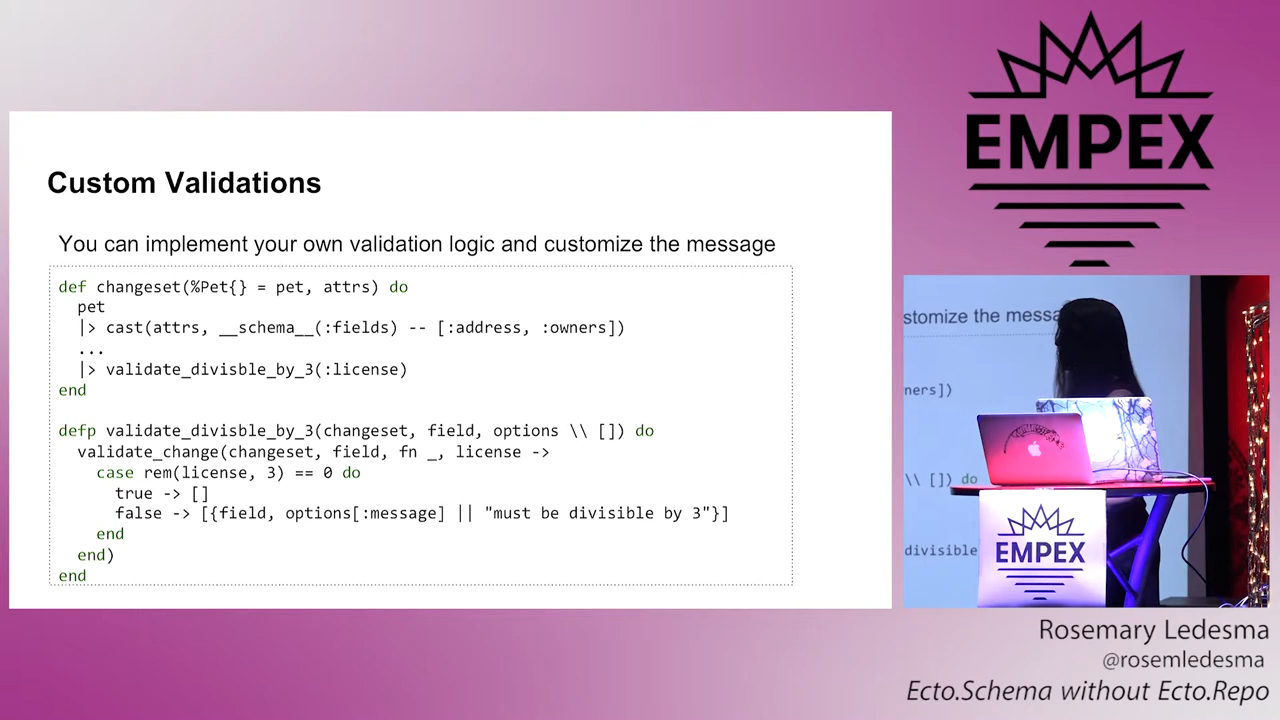 Custom Validations
You can implement your own validation logic and customize the message
def changeset(%Pet{} = pet, attrs) do
  pet
  |> cast(attrs, __schema__(:fields) -- [:address, :owners])
  ...
  |> validate_divisble_by_3(:license)
end
defp validate_divisble_by_3(changeset, field, options \\ []) do
  validate_change(changeset, field, fn _, license ->
    case rem(license, 3) == 0 do
      true -> []
      false -> [{field, options[:message] || "must be divisible by 3"}]
    end
  end)
end
EMPEX
stomize the messa
ners])
\\ []) do
divisible
EMPEX
Rosemary Ledesma
@rosemledesma
Ecto.Schema without Ecto.Repo